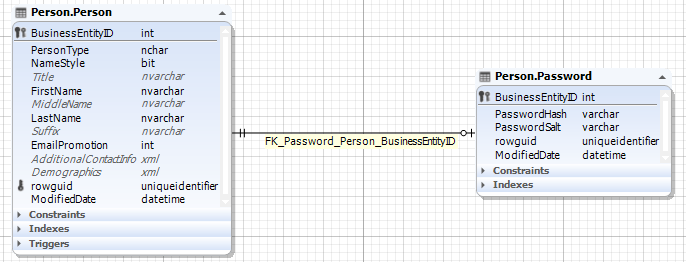 Person.Person
BusinessEntityID int
PersonType nchar
NameStyle bit
Title nvarchar
FirstName nvarchar
MiddleName nvarchar
LastName nvarchar
Suffix nvarchar
EmailPromotion int
AdditionalContactInfo xml
Demographics xml
rowguid uniqueidentifier
ModifiedDate datetime
Constraints
Indexes
Triggers
FK_Password_Person_BusinessEntityID
Person.Password
BusinessEntityID int
PasswordHash varchar
PasswordSalt varchar
rowguid uniqueidentifier
ModifiedDate datetime
Constraints
Indexes